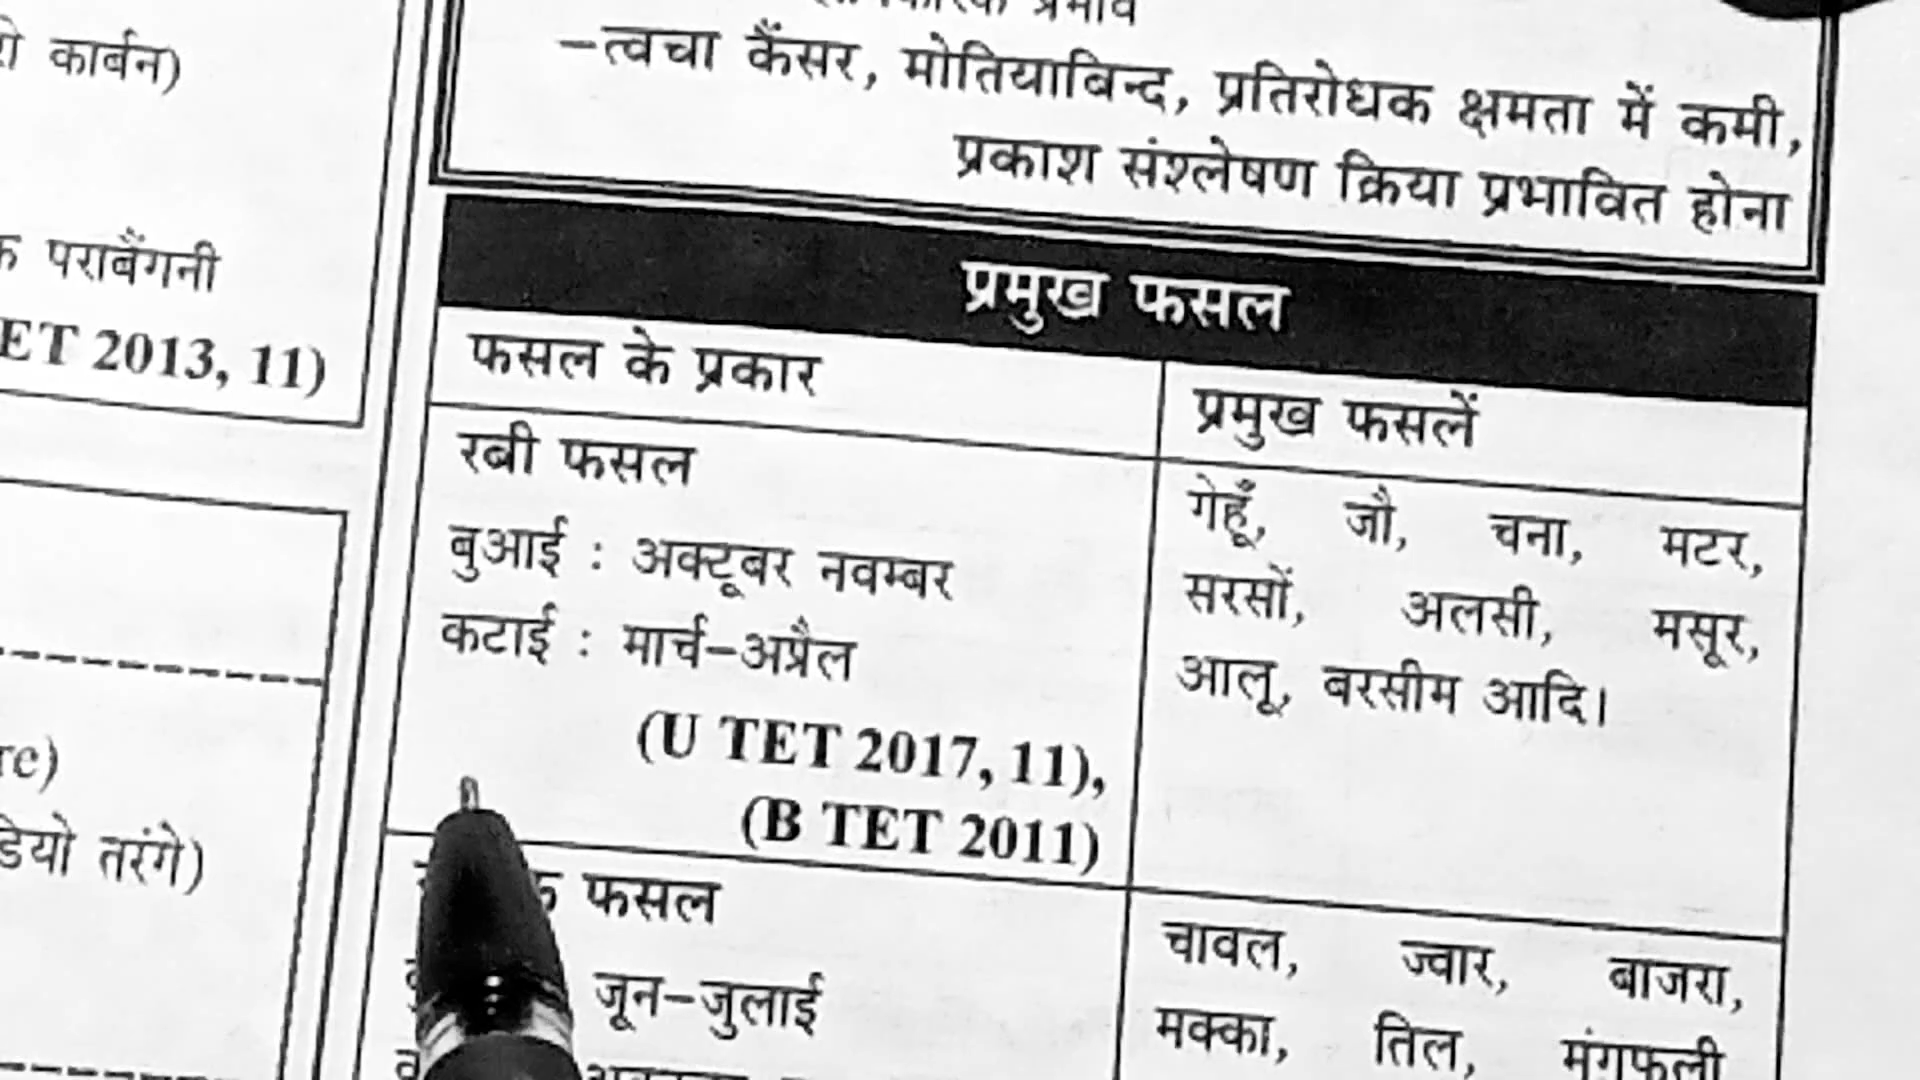 कार्बन)
पराबैंगनी
ET 2013, 11)
डियो तरंगे)
प्रभाव
–त्वचा कैंसर, मोतियाबिन्द, प्रतिरोधक क्षमता में कमी,
प्रकाश संश्लेषण क्रिया प्रभावित होना
प्रमुख फसल
फसल के प्रकार
प्रमुख फसलें
रबी फसल
बुआई : अक्टूबर नवम्बर
कटाई : मार्च–अप्रैल
(U TET 2017, 11),
(B TET 2011)
गेहूँ, जौ, चना, मटर,
सरसों, अलसी, मसूर,
आलू, बरसीम आदि।
फसल
जून–जुलाई
चावल, ज्वार, बाजरा,
मक्का, तिल, मूंगफली